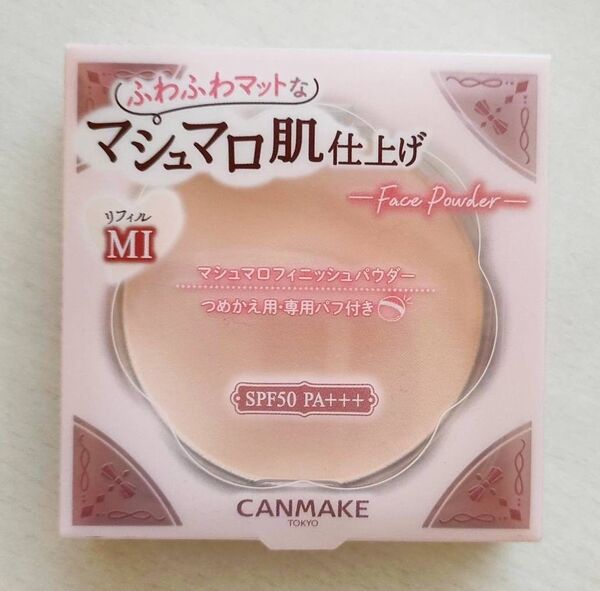 ふわふわマットな
マシュマロ肌仕上げ
Face Powder
リフィル
MI
マシュマロフィニッシュパウダー
つめかえ用・専用パフ付き
SPF50 PA+++
CANMAKE
TOKYO